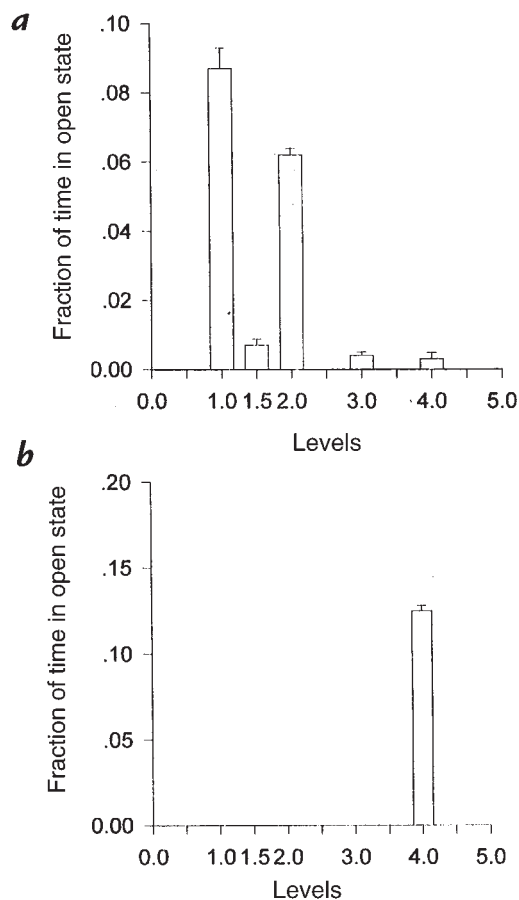 a
Fraction of time in open state
.10
.08
.06
.04
.02
0.00
0.0 1.0 1.5 2.0 3.0 4.0 5.0
Levels
b
Fraction of time in open state
.20
.15
.10
.05
0.00
0.0 1.0 1.5 2.0 3.0 4.0 5.0
Levels